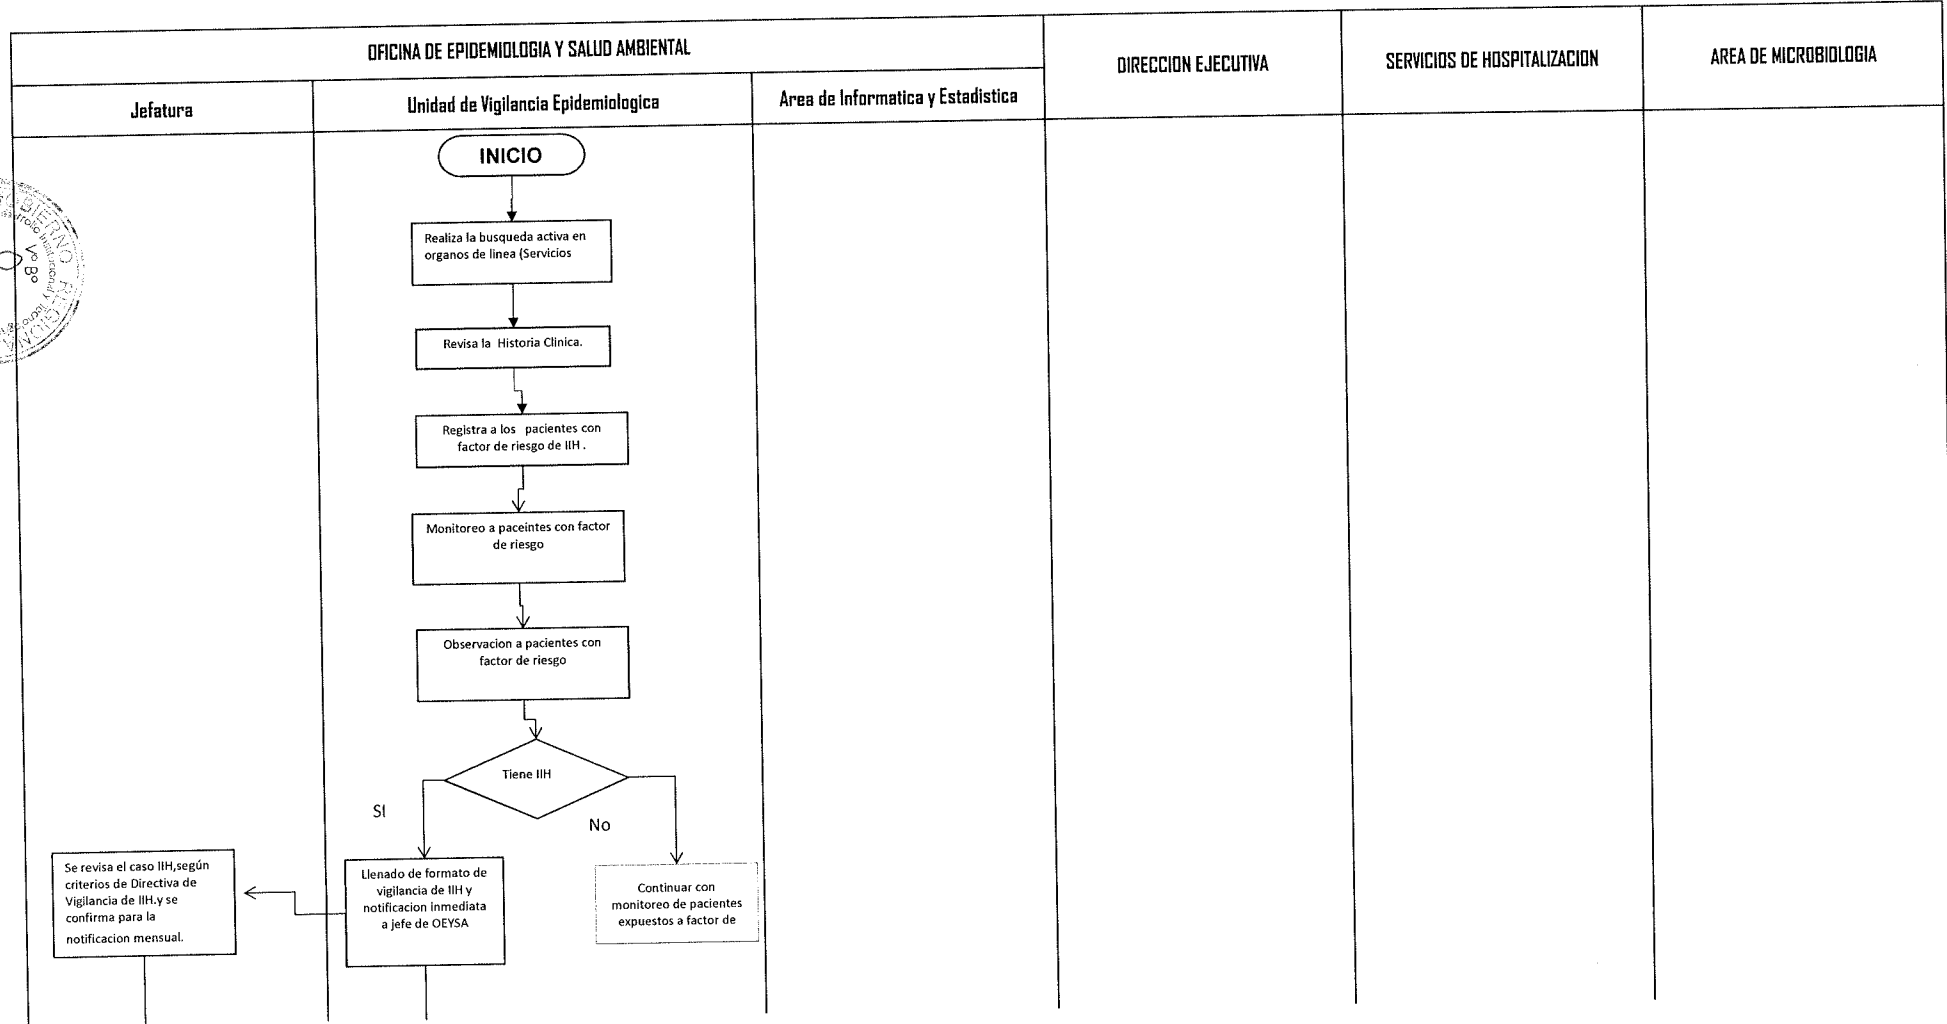 OFICINA DE EPIDEMIOLOGIA Y SALUD AMBIENTAL
DIRECCION EJECUTIVA
SERVICIOS DE HOSPITALIZACION
AREA DE MICROBIOLOGIA
Jefatura
Unidad de Vigilancia Epidemiologica
Area de Informatica y Estadistica
INICIO
GOBIERNO REGIONAL
V° B°
Realiza la busqueda activa en
organos de linea (Servicios
Revisa la Historia Clinica.
Registra a los pacientes con
factor de riesgo de IIH .
Monitoreo a paceintes con factor
de riesgo
Observacion a pacientes con
factor de riesgo
Tiene IIH
SI
No
Se revisa el caso IIH,según
criterios de Directiva de
Vigilancia de IIH.y se
confirma para la
notificacion mensual.
Llenado de formato de
vigilancia de IIH y
notificacion inmediata
a jefe de OEYSA
Continuar con
monitoreo de pacientes
expuestos a factor de